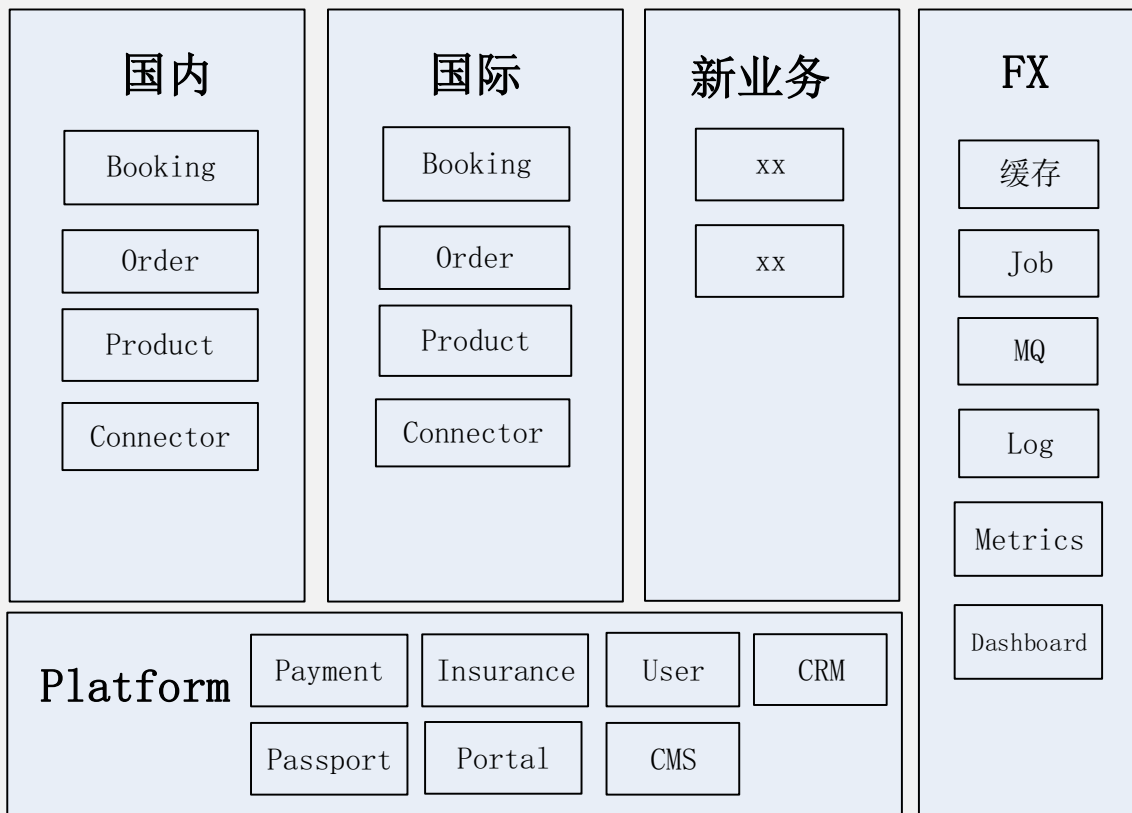 国内
Booking
Order
Product
Connector
国际
Booking
Order
Product
Connector
新业务
xx
xx
FX
缓存
Job
MQ
Log
Metrics
Dashboard
Platform
Payment
Insurance
User
CRM
Passport
Portal
CMS